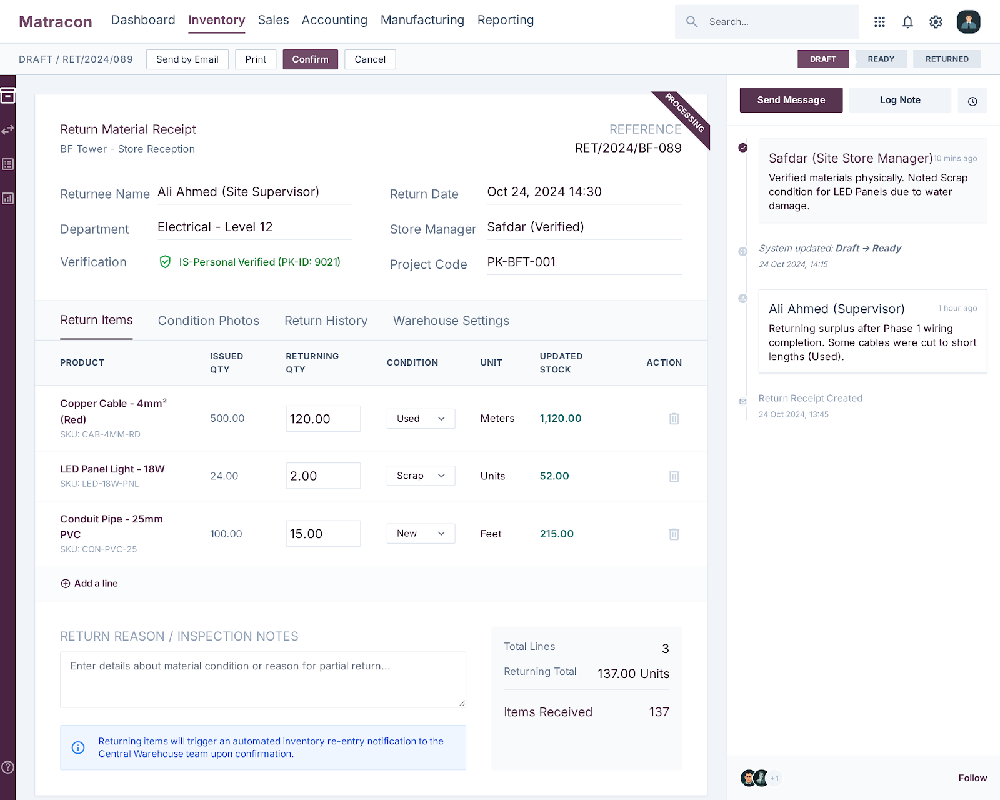 Matracon
Dashboard
Inventory
Sales
Accounting
Manufacturing
Reporting
Search...
DRAFT / RET/2024/089
Send by Email
Print
Confirm
Cancel
DRAFT
READY
RETURNED
PROCESSING
Return Material Receipt
BF Tower - Store Reception
REFERENCE
RET/2024/BF-089
Returnee Name
Ali Ahmed (Site Supervisor)
Return Date
Oct 24, 2024 14:30
Department
Electrical - Level 12
Store Manager
Safdar (Verified)
Verification
IS-Personal Verified (PK-ID: 9021)
Project Code
PK-BFT-001
Return Items
Condition Photos
Return History
Warehouse Settings
PRODUCT
ISSUED
QTY
RETURNING
QTY
CONDITION
UNIT
UPDATED
STOCK
ACTION
Copper Cable - 4mm²
(Red)
SKU: CAB-4MM-RD
500.00
120.00
Used
Meters
1,120.00
LED Panel Light - 18W
SKU: LED-18W-PNL
24.00
2.00
Scrap
Units
52.00
Conduit Pipe - 25mm
PVC
SKU: CON-PVC-25
100.00
15.00
New
Feet
215.00
Add a line
RETURN REASON / INSPECTION NOTES
Enter details about material condition or reason for partial return...
Returning items will trigger an automated inventory re-entry notification to the
Central Warehouse team upon confirmation.
Total Lines
3
Returning Total
137.00 Units
Items Received
137
Send Message
Log Note
Safdar (Site Store Manager)
10 mins ago
Verified materials physically. Noted Scrap
condition for LED Panels due to water
damage.
System updated: Draft → Ready
24 Oct 2024, 14:15
Ali Ahmed (Supervisor)
1 hour ago
Returning surplus after Phase 1 wiring
completion. Some cables were cut to short
lengths (Used).
Return Receipt Created
24 Oct 2024, 13:45
+1
Follow